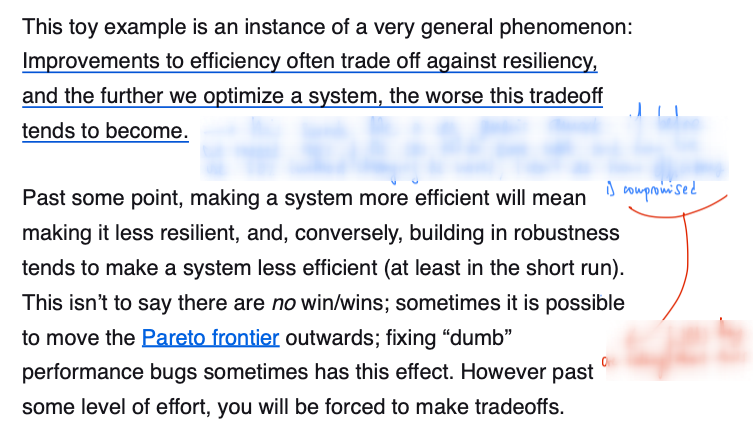 This toy example is an instance of a very general phenomenon:
Improvements to efficiency often trade off against resiliency,
and the further we optimize a system, the worse this tradeoff
tends to become.
is compromised
Past some point, making a system more efficient will mean
making it less resilient, and, conversely, building in robustness
tends to make a system less efficient (at least in the short run).
This isn’t to say there are no win/wins; sometimes it is possible
to move the Pareto frontier outwards; fixing “dumb”
performance bugs sometimes has this effect. However past
some level of effort, you will be forced to make tradeoffs.